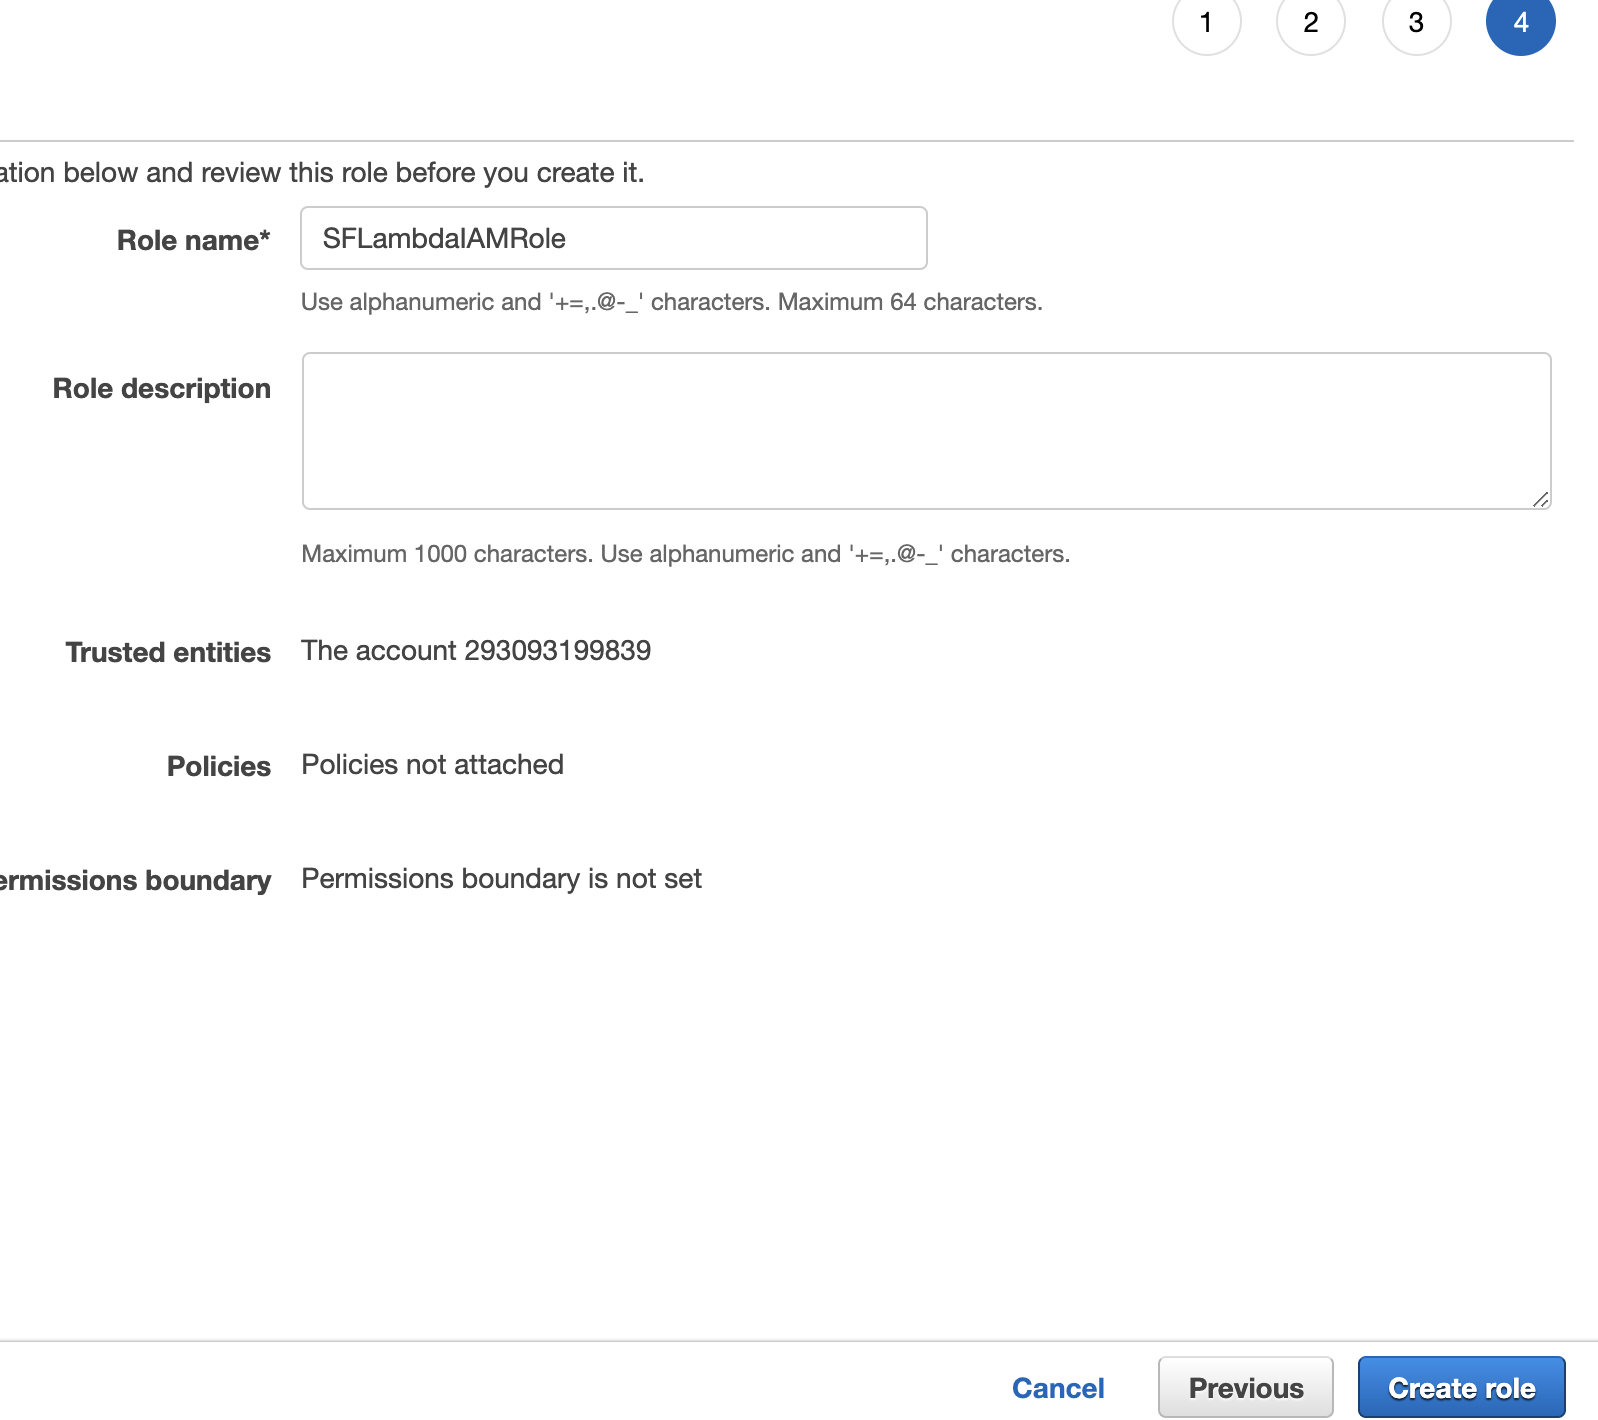 1 2 3 4
ation below and review this role before you create it.
Role name* SFLambdaIAMRole
Use alphanumeric and '+=,.@-_' characters. Maximum 64 characters.
Role description
Maximum 1000 characters. Use alphanumeric and '+=,.@-_' characters.
Trusted entities The account 293093199839
Policies Policies not attached
ermissions boundary Permissions boundary is not set
Cancel Previous Create role